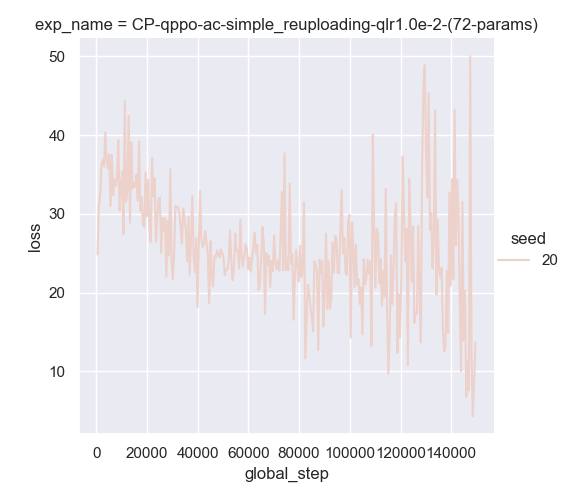 exp_name = CP-qppo-ac-simple_reuploading-qlr1.0e-2-(72-params)
50
40
30
20
10
loss
seed
20
0 20000 40000 60000 80000 100000 120000 140000
global_step